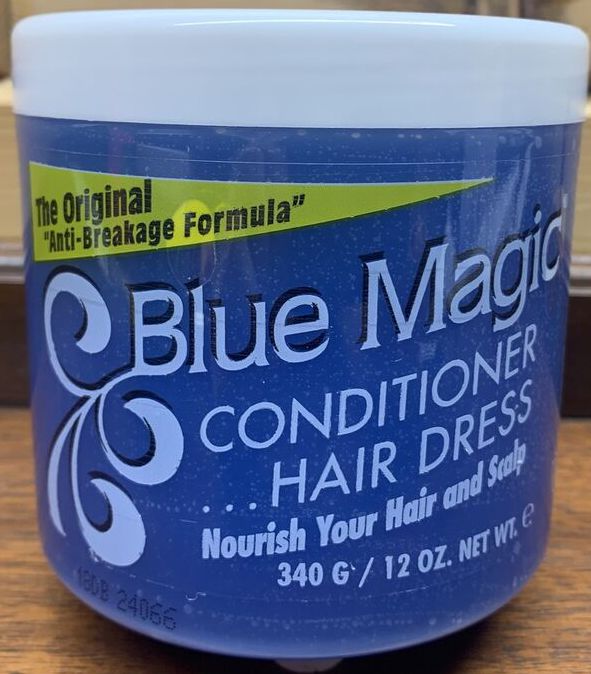 The Original
"Anti-Breakage Formula"
Blue Magic
CONDITIONER
...HAIR DRESS
Nourish Your Hair and Scalp
340 G / 12 OZ. NET WT. ℮
18DB 24066